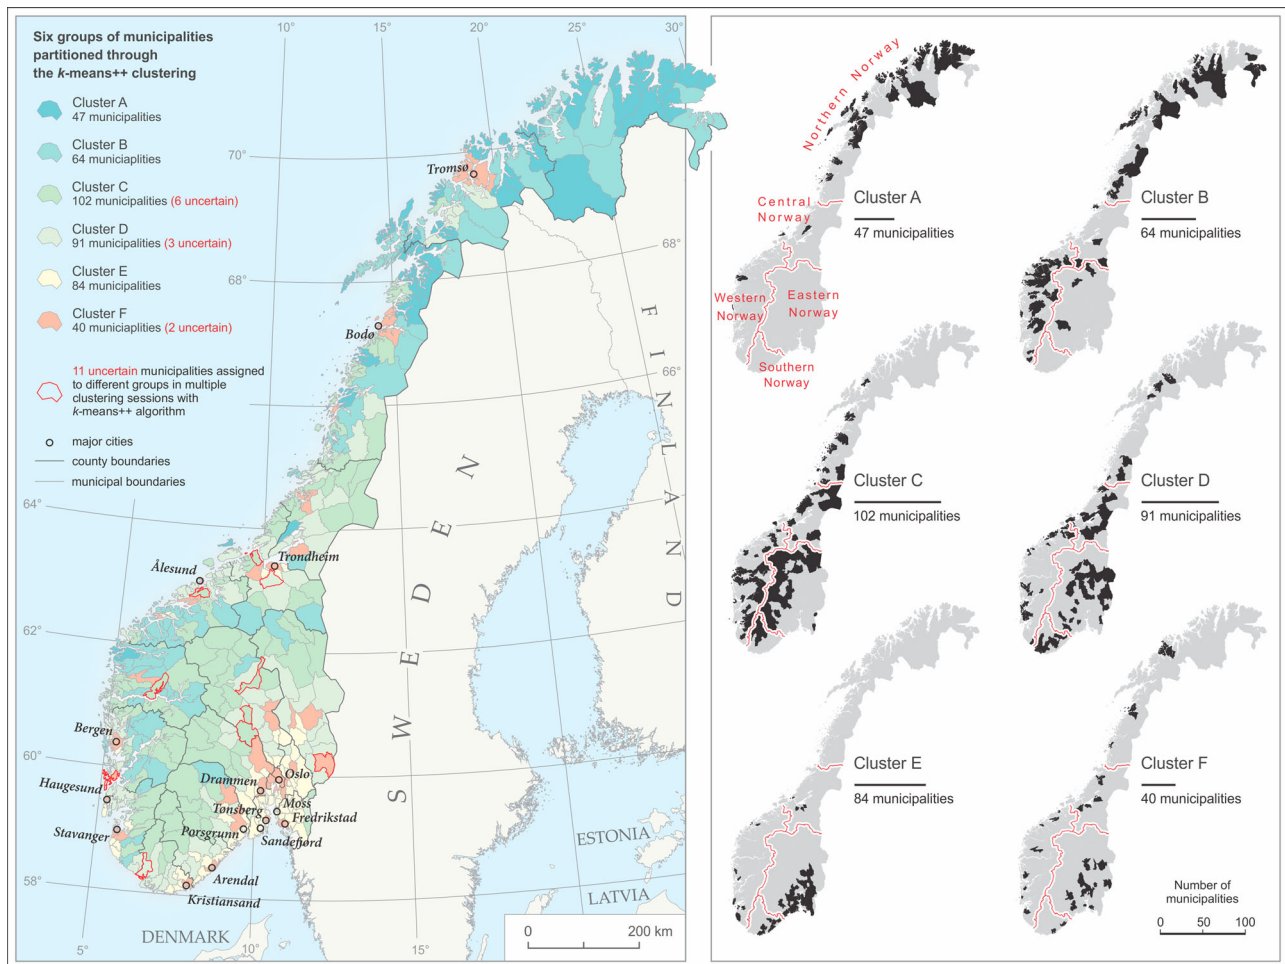 Six groups of municipalities
partitioned through
the k-means++ clustering
Cluster A
47 municipalities
Cluster B
64 municiaplities
Cluster C
102 municipalities (6 uncertain)
Cluster D
91 municipalities (3 uncertain)
Cluster E
84 municipalities
Cluster F
40 municiaplities (2 uncertain)
11 uncertain municipalities assigned
to different groups in multiple
clustering sessions with
k-means++ algorithm
major cities
county boundaries
municipal boundaries
10°
15°
20°
25°
30°
70°
68°
64°
62°
60°
58°
68°
66°
64°
62°
60°
58°
5°
10°
15°
Tromsø
Bodø
Trondheim
Ålesund
Bergen
Haugesund
Stavanger
Drammen
Oslo
Tønsberg
Moss
Fredrikstad
Porsgrunn
Sandefjord
Arendal
Kristiansand
SWEDEN
FINLAND
ESTONIA
LATVIA
DENMARK
0
200 km
Northern Norway
Central
Norway
Western
Norway
Eastern
Norway
Southern
Norway
Cluster A
47 municipalities
Cluster B
64 municipalities
Cluster C
102 municipalities
Cluster D
91 municipalities
Cluster E
84 municipalities
Cluster F
40 municipalities
Number of
municipalities
0 50 100